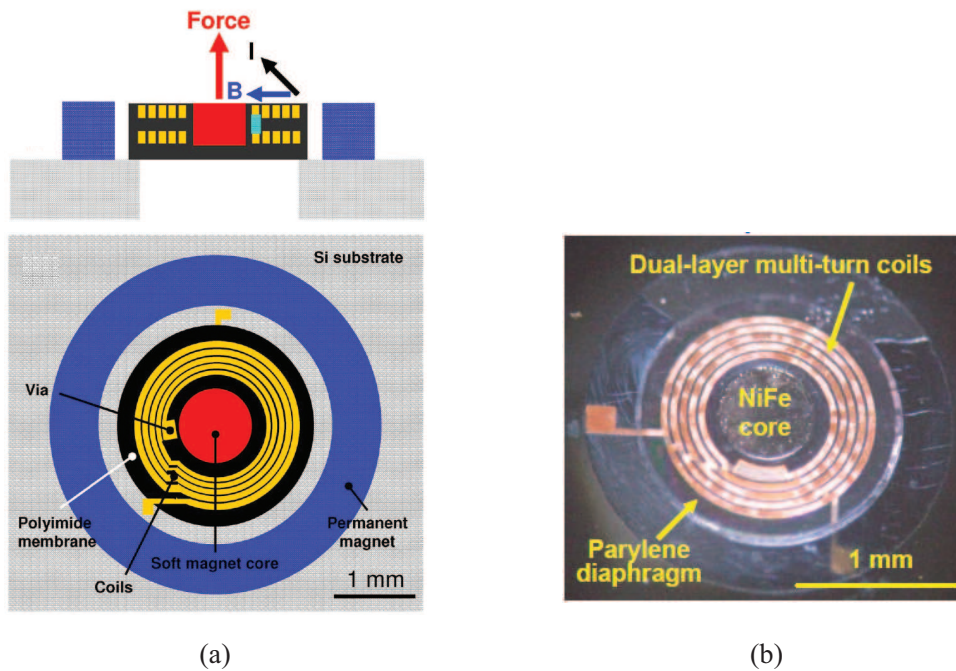 Force
I
B
Si substrate
Via
Polyimide
membrane
Coils
Soft magnet core
Permanent
magnet
1 mm
Dual-layer multi-turn coils
NiFe
core
Parylene
diaphragm
1 mm
(a)
(b)